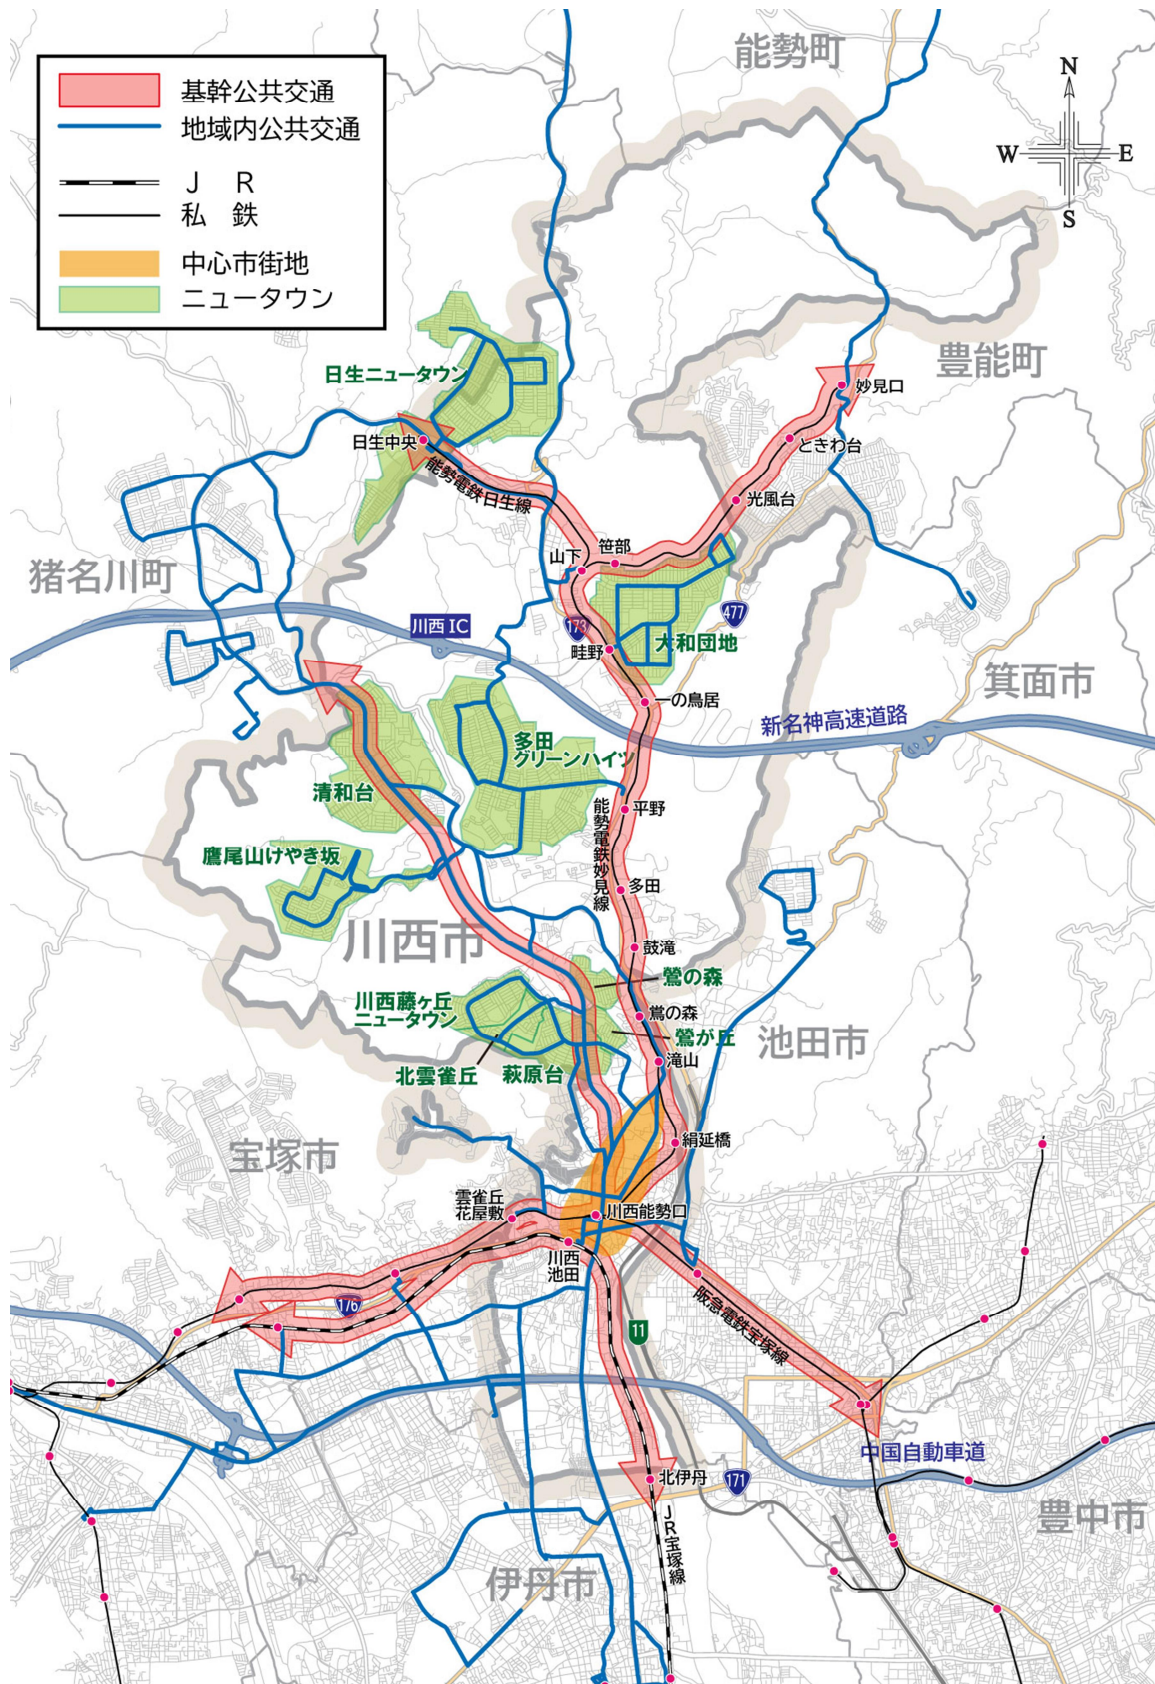 能勢町
N
W
E
S
基幹公共交通
地域内公共交通
J R
私 鉄
中心市街地
ニュータウン
豊能町
日生ニュータウン
妙見口
日生中央
ときわ台
能勢電鉄日生線
光風台
猪名川町
山下
笹部
川西IC
173
477
大和団地
畦野
箕面市
一の鳥居
新名神高速道路
多田
グリーンハイツ
清和台
平野
能勢電鉄妙見線
鷹尾山けやき坂
多田
川西市
鼓滝
鶯の森
川西藤ヶ丘
ニュータウン
鴬の森
鶯が丘
池田市
滝山
北雲雀丘
萩原台
宝塚市
絹延橋
雲雀丘
花屋敷
川西能勢口
川西
池田
176
阪急電鉄宝塚線
11
中国自動車道
北伊丹
171
豊中市
JR宝塚線
伊丹市